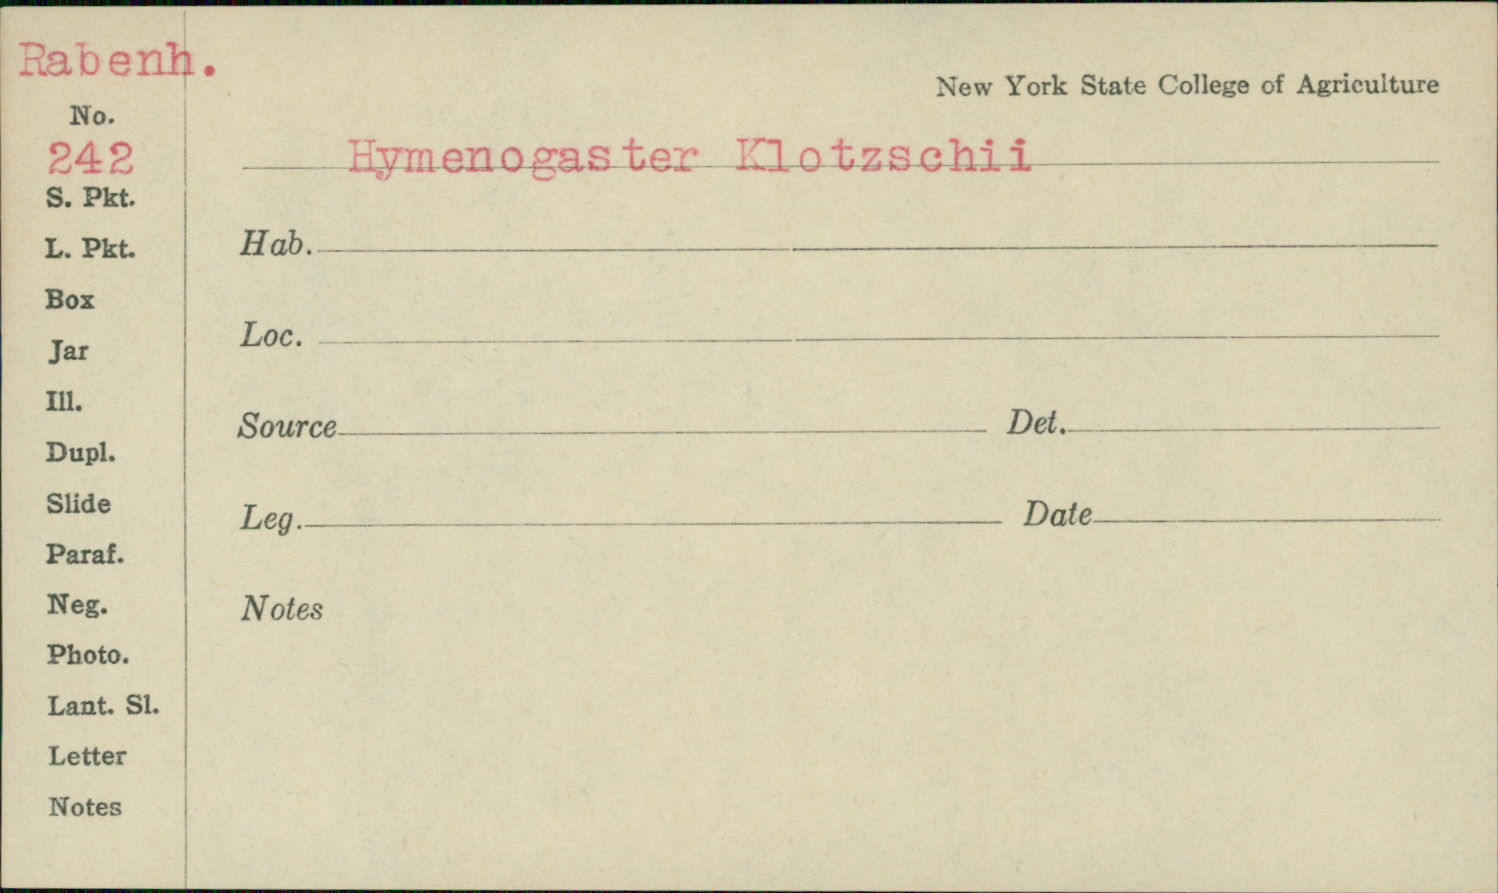 Rabenh.
New York State College of Agriculture
No.
242
Hymenogaster Klotzschii
S. Pkt.
L. Pkt.
Box
Jar
Ill.
Dupl.
Slide
Paraf.
Neg.
Photo.
Lant. Sl.
Letter
Notes
Hab.
Loc.
Source Det.
Leg. Date
Notes